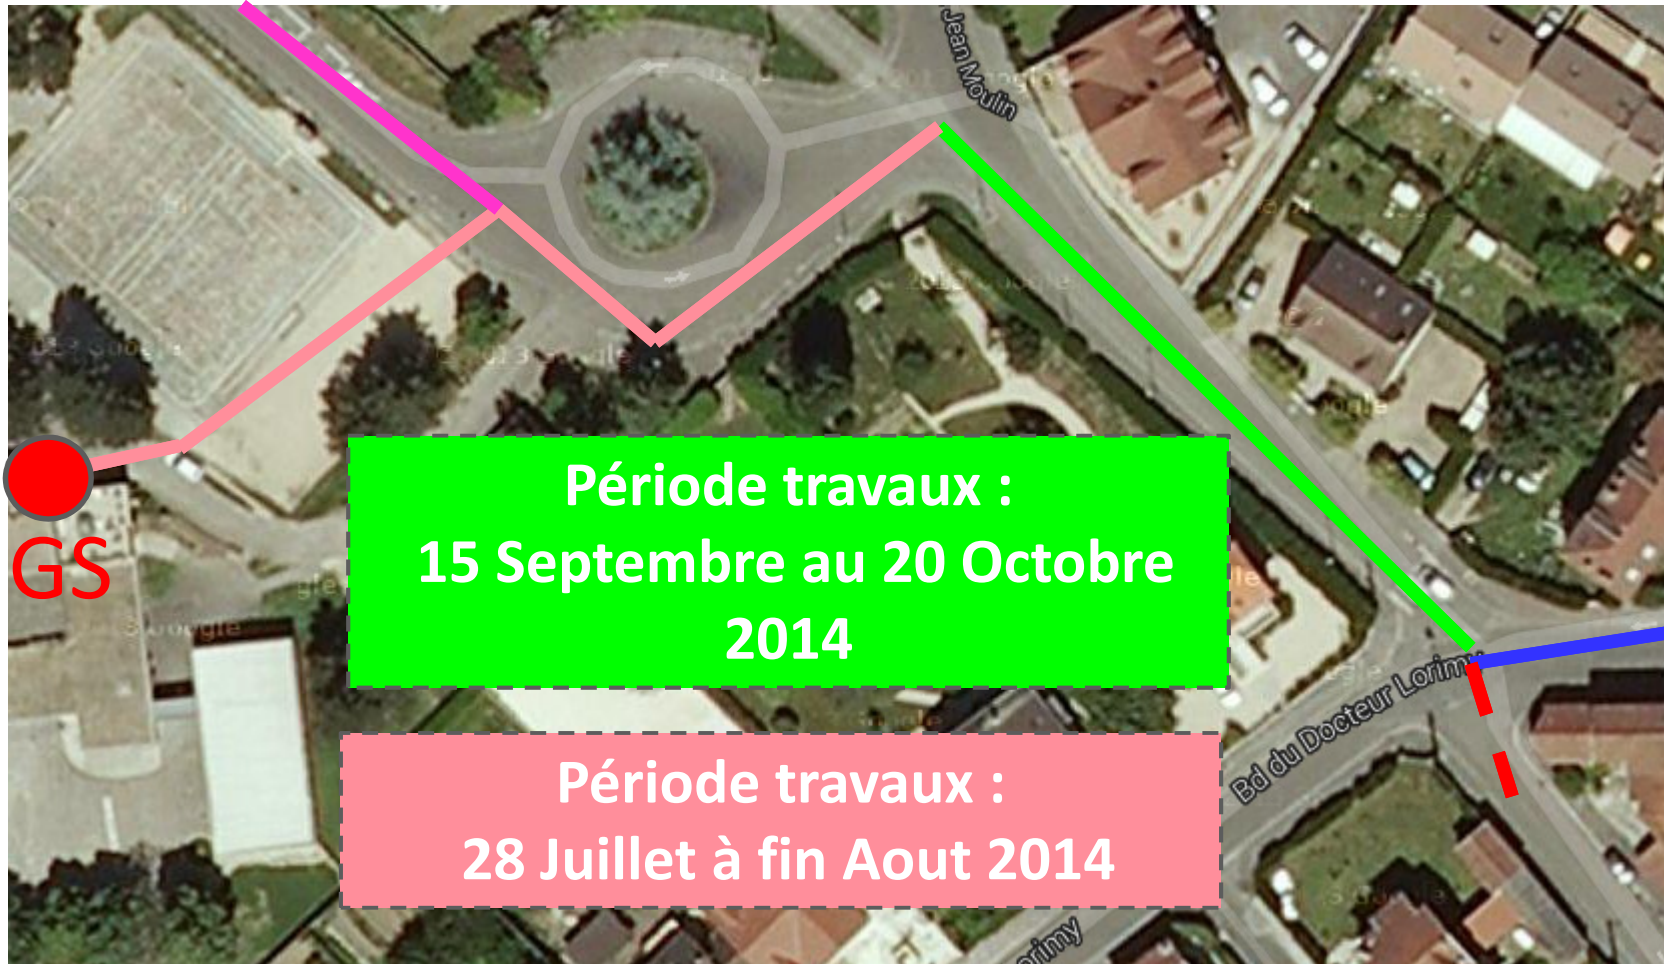 Jean Moulin
GS
Période travaux :
15 Septembre au 20 Octobre
2014
Bd du Docteur Lorimy
Période travaux :
28 Juillet à fin Aout 2014